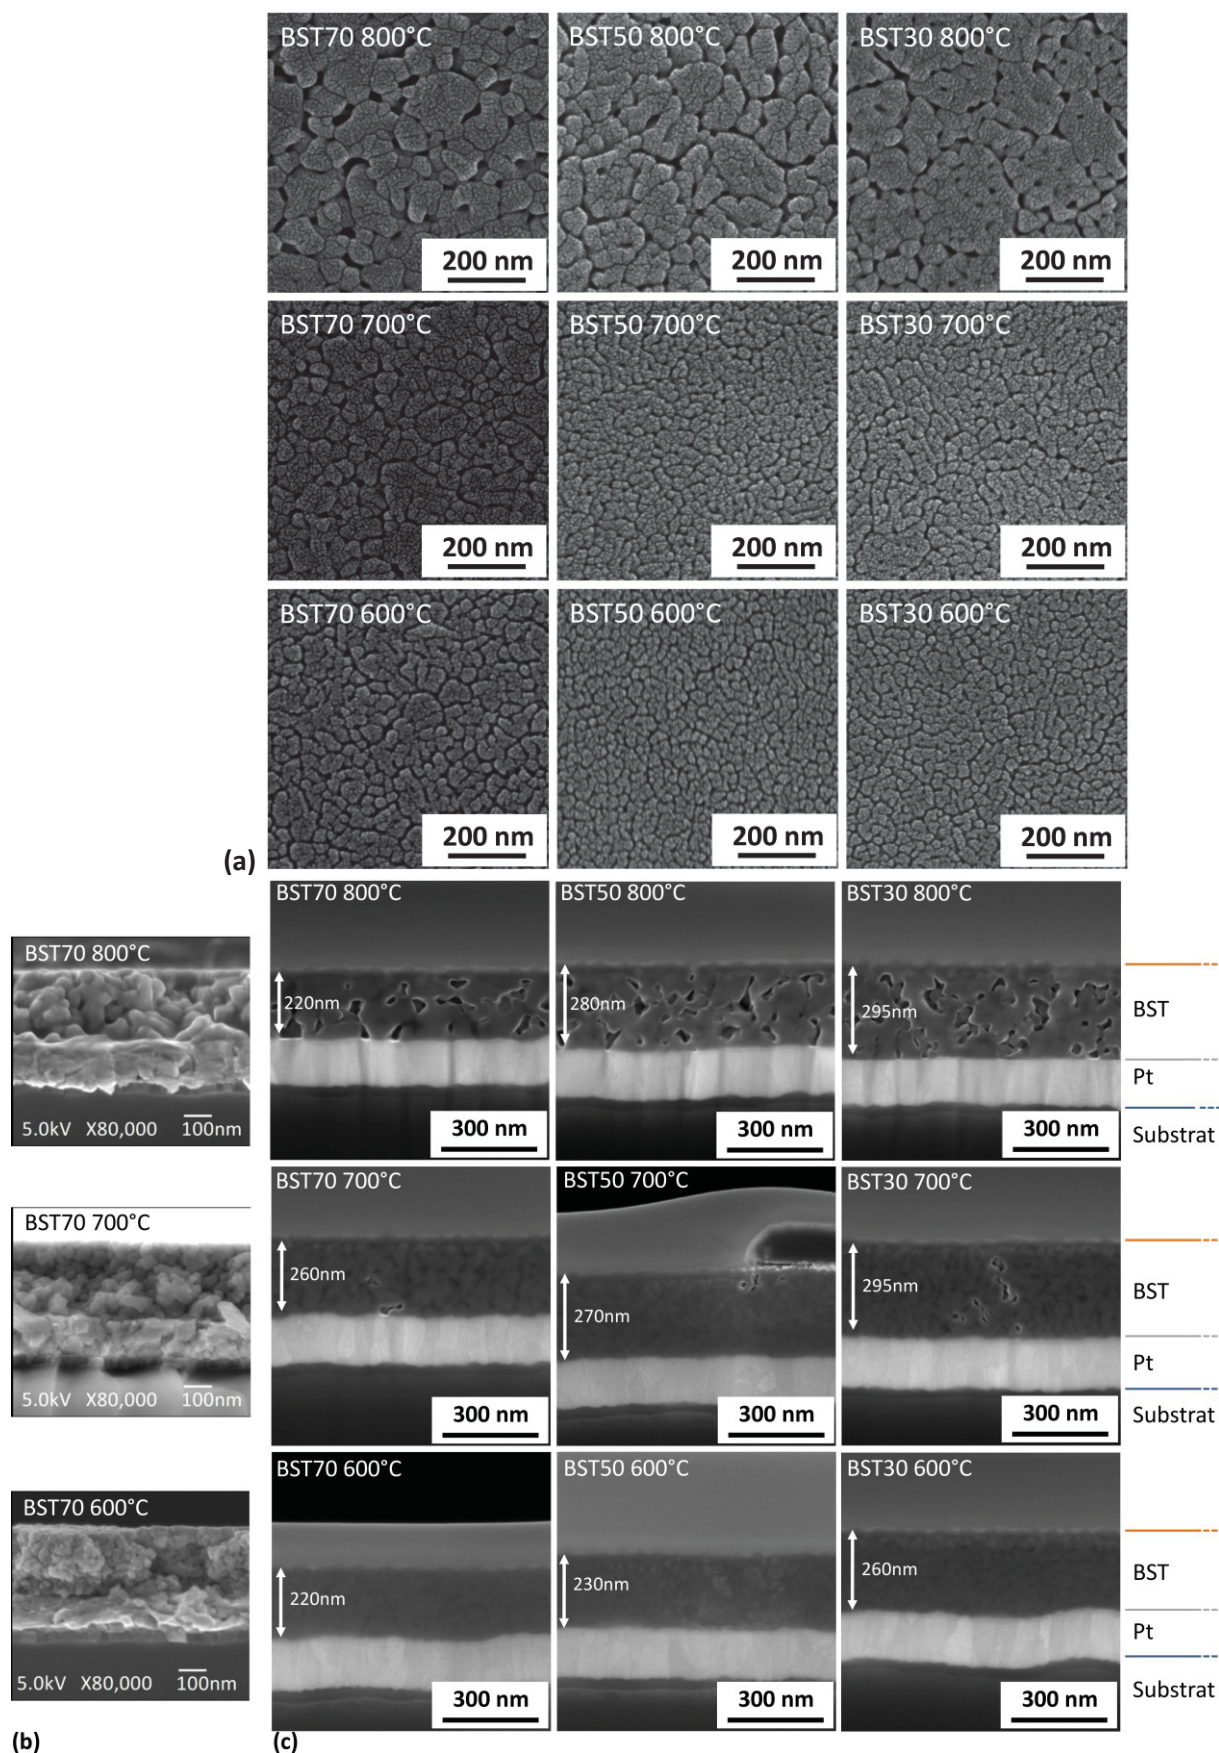 BST70 800°C
BST50 800°C
BST30 800°C
200 nm
200 nm
200 nm
BST70 700°C
BST50 700°C
BST30 700°C
200 nm
200 nm
200 nm
BST70 600°C
BST50 600°C
BST30 600°C
200 nm
200 nm
200 nm
(a)
BST70 800°C
5.0kV X80,000 100nm
BST70 700°C
5.0kV X80,000 100nm
BST70 600°C
5.0kV X80,000 100nm
(b)
BST70 800°C
BST50 800°C
BST30 800°C
220nm
280nm
295nm
BST
Pt
Substrat
300 nm
300 nm
300 nm
BST70 700°C
BST50 700°C
BST30 700°C
260nm
270nm
295nm
BST
Pt
Substrat
300 nm
300 nm
300 nm
BST70 600°C
BST50 600°C
BST30 600°C
220nm
230nm
260nm
BST
Pt
Substrat
300 nm
300 nm
300 nm
(c)